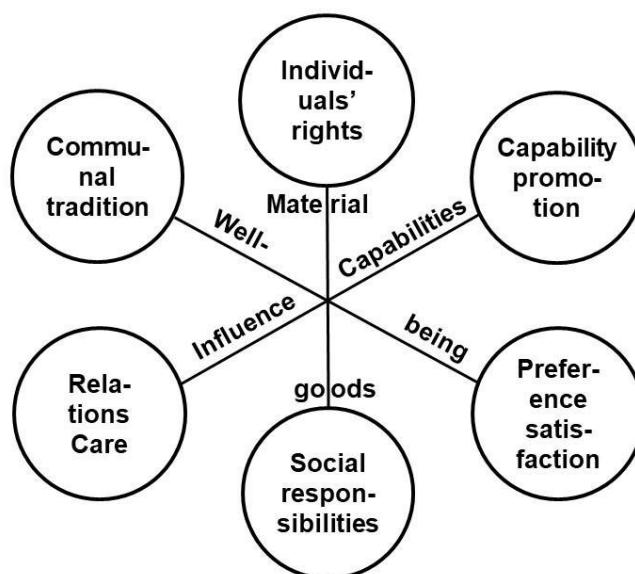 Individ-
uals’
rights
Commu-
nal
tradition
Capability
promo-
tion
Material
Well-
Capabilities
Influence
being
goods
Rela-
tions
Care
Prefer-
ence
satis-
faction
Social
respon-
sibilities